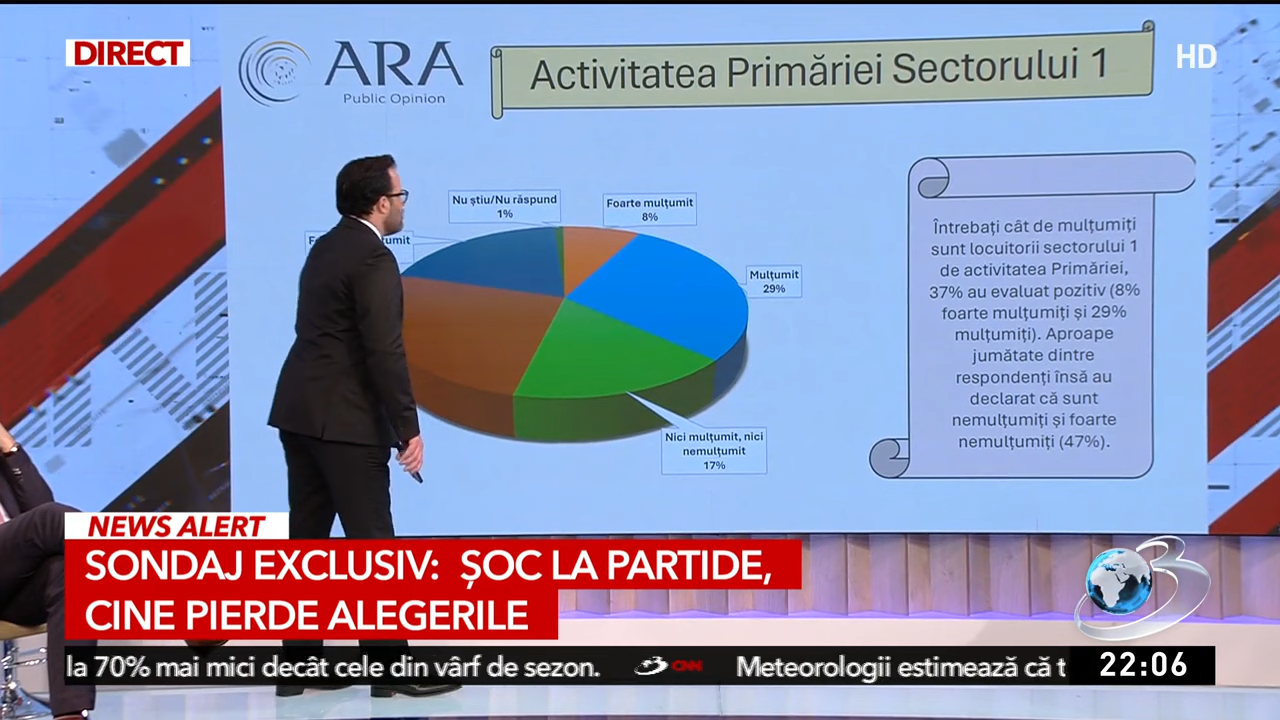 DIRECT
ARA
Public Opinion
Activitatea Primăriei Sectorului 1
HD
Nu știu/Nu răspund
1%
Foarte mulțumit
8%
Mulțumit
29%
Nici mulțumit, nici
nemulțumit
17%
Întrebați cât de mulțumiți
sunt locuitorii sectorului 1
de activitatea Primăriei,
37% au evaluat pozitiv (8%
foarte mulțumiți și 29%
mulțumiți). Aproape
jumătate dintre
respondenți însă au
declarat că sunt
nemulțumiți și foarte
nemulțumiți (47%).
NEWS ALERT
SONDAJ EXCLUSIV: ȘOC LA PARTIDE,
CINE PIERDE ALEGERILE
3
la 70% mai mici decât cele din vârf de sezon. 3 CNN Meteorologii estimează că t
22:06